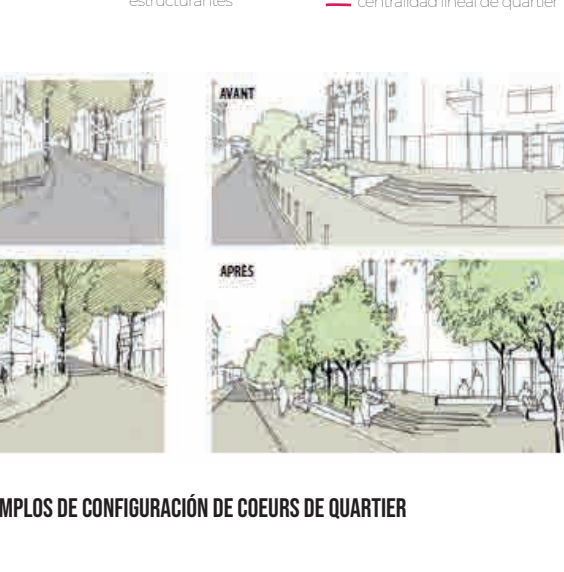 estructurantes
centralidad lineal de quartier
AVANT
APRÈS
MPLOS DE CONFIGURACIÓN DE COEURS DE QUARTIER